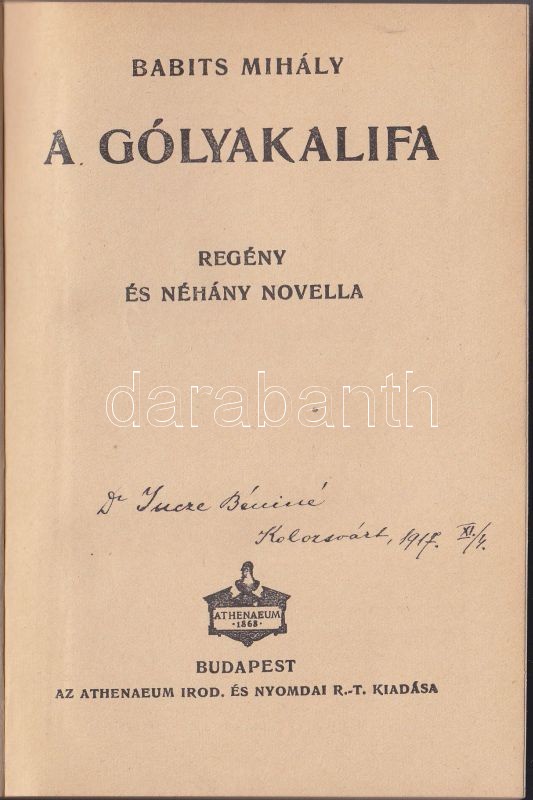 BABITS MIHÁLY
A GÓLYAKALIFA
REGÉNY
ÉS NÉHÁNY NOVELLA
darabanth
Dr Incze Béniné
Kolozsvárt, 1917. XI/4.
ATHENAEUM
·1868·
BUDAPEST
AZ ATHENAEUM IROD. ÉS NYOMDAI R.-T. KIADÁSA